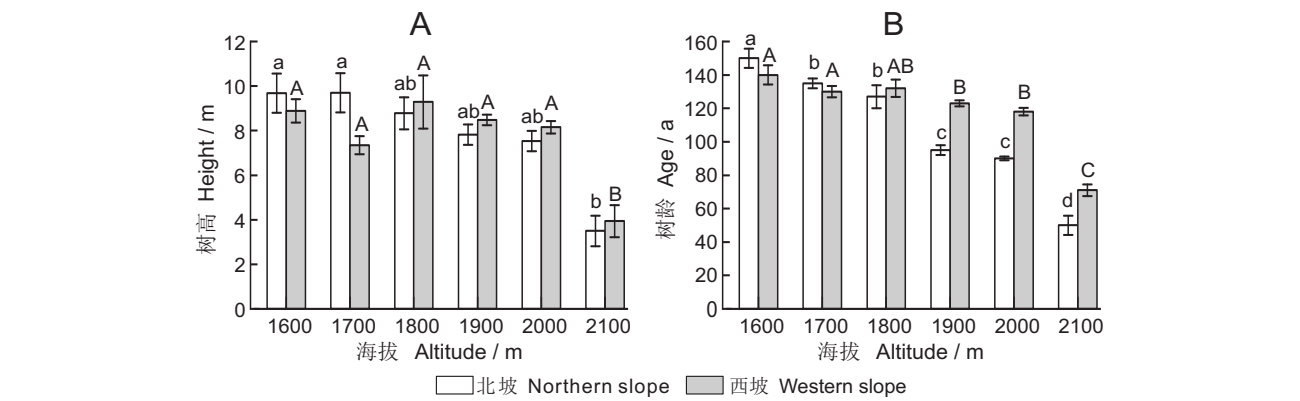 A
12
10
8
6
4
2
0
树高 Height / m
a A
a A
ab A
ab A
ab A
b B
1600 1700 1800 1900 2000 2100
海拔 Altitude / m
B
160
140
120
100
80
60
40
20
0
树龄 Age / a
a A
b A
b AB
c B
c B
d C
1600 1700 1800 1900 2000 2100
海拔 Altitude / m
北坡 Northern slope 西坡 Western slope